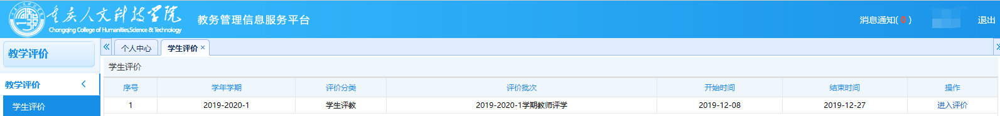 重庆人文科技学院
Chongqing College of Humanities,Science & Technology
教务管理信息服务平台
消息通知( 0 )
退出
教学评价
« 个人中心 学生评价 × »
教学评价
学生评价
学生评价
序号 学年学期 评价分类 评价批次 开始时间 结束时间 操作
1 2019-2020-1 学生评教 2019-2020-1学期教师评学 2019-12-08 2019-12-27 进入评价